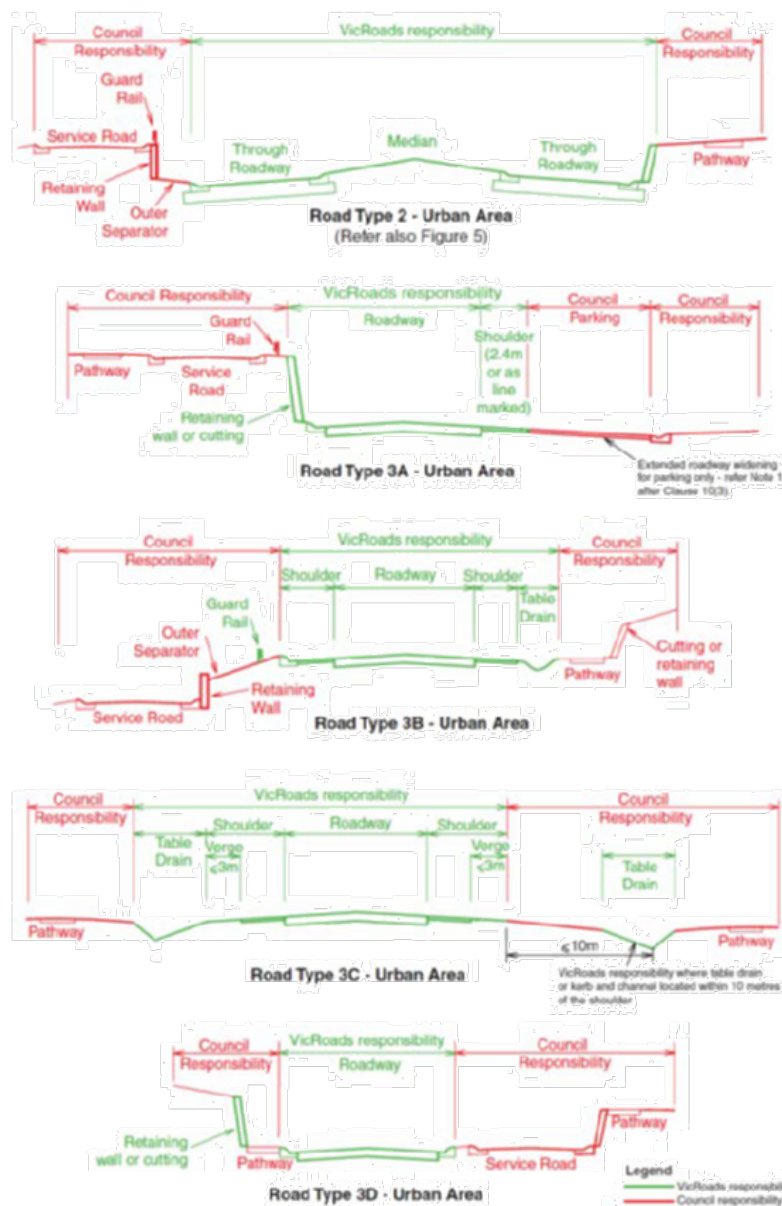 Council
Responsibility
VicRoads responsibility
Council
Responsibility
Guard
Rail
Service Road
Through
Roadway
Median
Through
Roadway
Pathway
Retaining
Wall
Outer
Separator
Road Type 2 - Urban Area
(Refer also Figure 5)
Council Responsibility
VicRoads responsibility
Council
Parking
Council
Responsibility
Roadway
Guard
Rail
Shoulder
(2.4m
or as
line
marked)
Pathway
Service
Road
Retaining
wall or cutting
Road Type 3A - Urban Area
Extended roadway widening
for parking only - refer Note 1
after Clause 10(3).
Council
Responsibility
VicRoads responsibility
Council
Responsibility
Shoulder
Roadway
Shoulder
Table
Drain
Guard
Rail
Outer
Separator
Retaining
Wall
Service Road
Pathway
Cutting or
retaining
wall
Road Type 3B - Urban Area
Council
Responsibility
VicRoads responsibility
Council
Responsibility
Table
Drain
Shoulder
Verge
⩽3m
Roadway
Shoulder
Verge
⩽3m
Table
Drain
Pathway
⩽10m
Pathway
Road Type 3C - Urban Area
VicRoads responsibility where table drain
or kerb and channel located within 10 metres
of the shoulder
Council
Responsibility
VicRoads responsibility
Roadway
Council
Responsibility
Retaining
wall or cutting
Pathway
Service Road
Pathway
Road Type 3D - Urban Area
Legend
VicRoads responsibil
Council responsibility